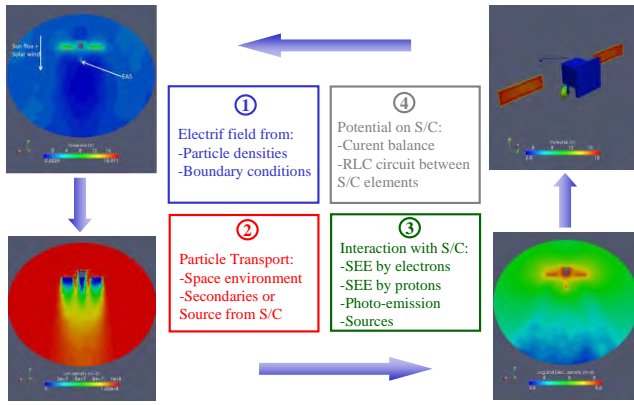 Sun flux +
Solar wind
EAS
Potential (V)
①
Electrif field from:
-Particle densities
-Boundary conditions
④
Potential on S/C:
-Curent balance
-RLC circuit between
S/C elements
Potential (V)
②
Particle Transport:
-Space environment
-Secondaries or
Source from S/C
③
Interaction with S/C:
-SEE by electrons
-SEE by protons
-Photo-emission
-Sources